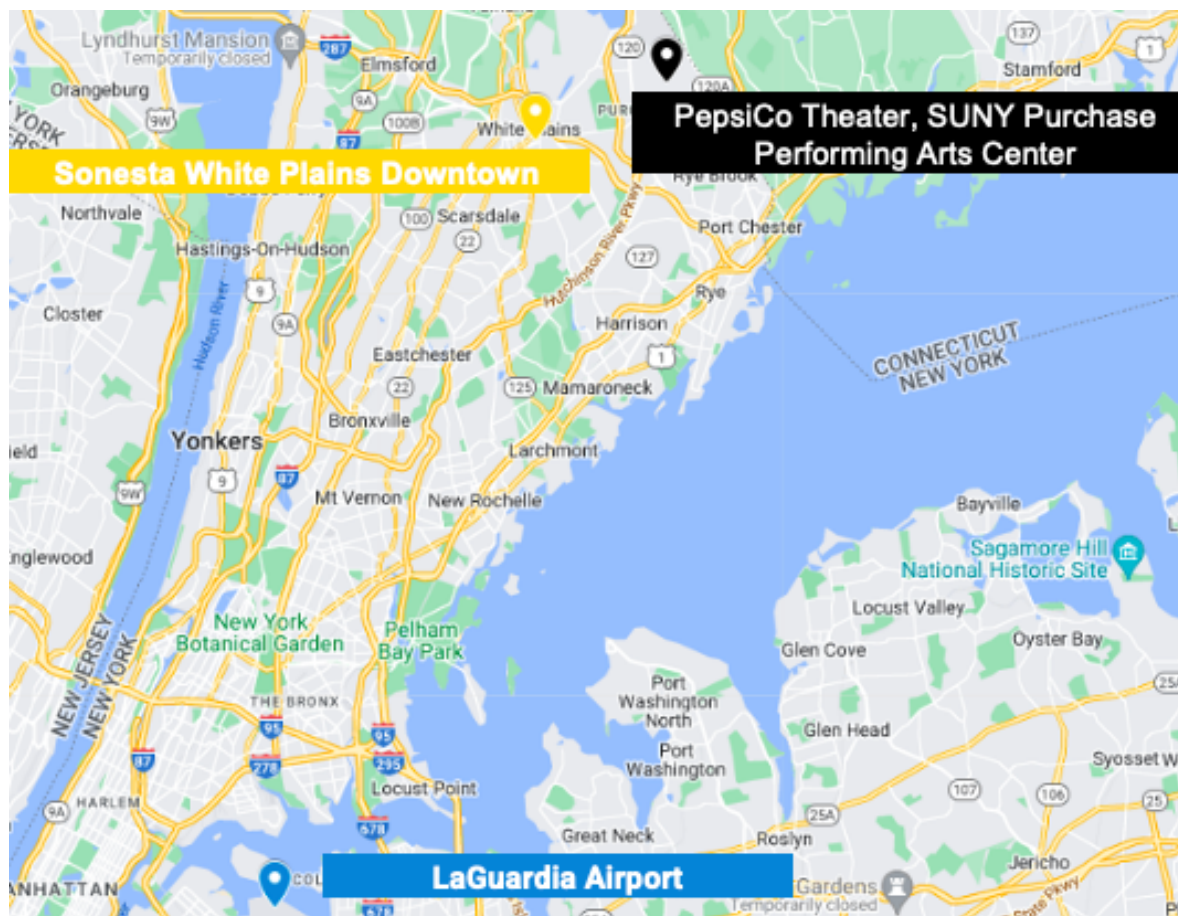 Lyndhurst Mansion
Temporarily closed
287
Elmsford
120
137
1
Stamford
Orangeburg
9A
100B
120A
9W
87
White Plains
PepsiCo Theater, SUNY Purchase
Performing Arts Center
Sonesta White Plains Downtown
Rye Brook
Northvale
100
Scarsdale
22
Port Chester
Hastings-On-Hudson
127
Hutchinson River Pkwy
9
Rye
Closter
Hudson River
9A
Harrison
CONNECTICUT
NEW YORK
Eastchester
1
22
125
Mamaroneck
Bronxville
Yonkers
Larchmont
9
87
9W
Mt Vernon
New Rochelle
Bayville
Sagamore Hill
National Historic Site
Locust Valley
New York
Botanical Garden
Pelham
Bay Park
Oyster Bay
Glen Cove
NEW JERSEY
NEW YORK
Port
Washington
North
THE BRONX
95
95
Glen Head
87
278
295
Port
Washington
Locust Point
107
106
25
HARLEM
9A
678
25A
Great Neck
Roslyn
Jericho
LaGuardia Airport
Gardens
Temporarily closed
678